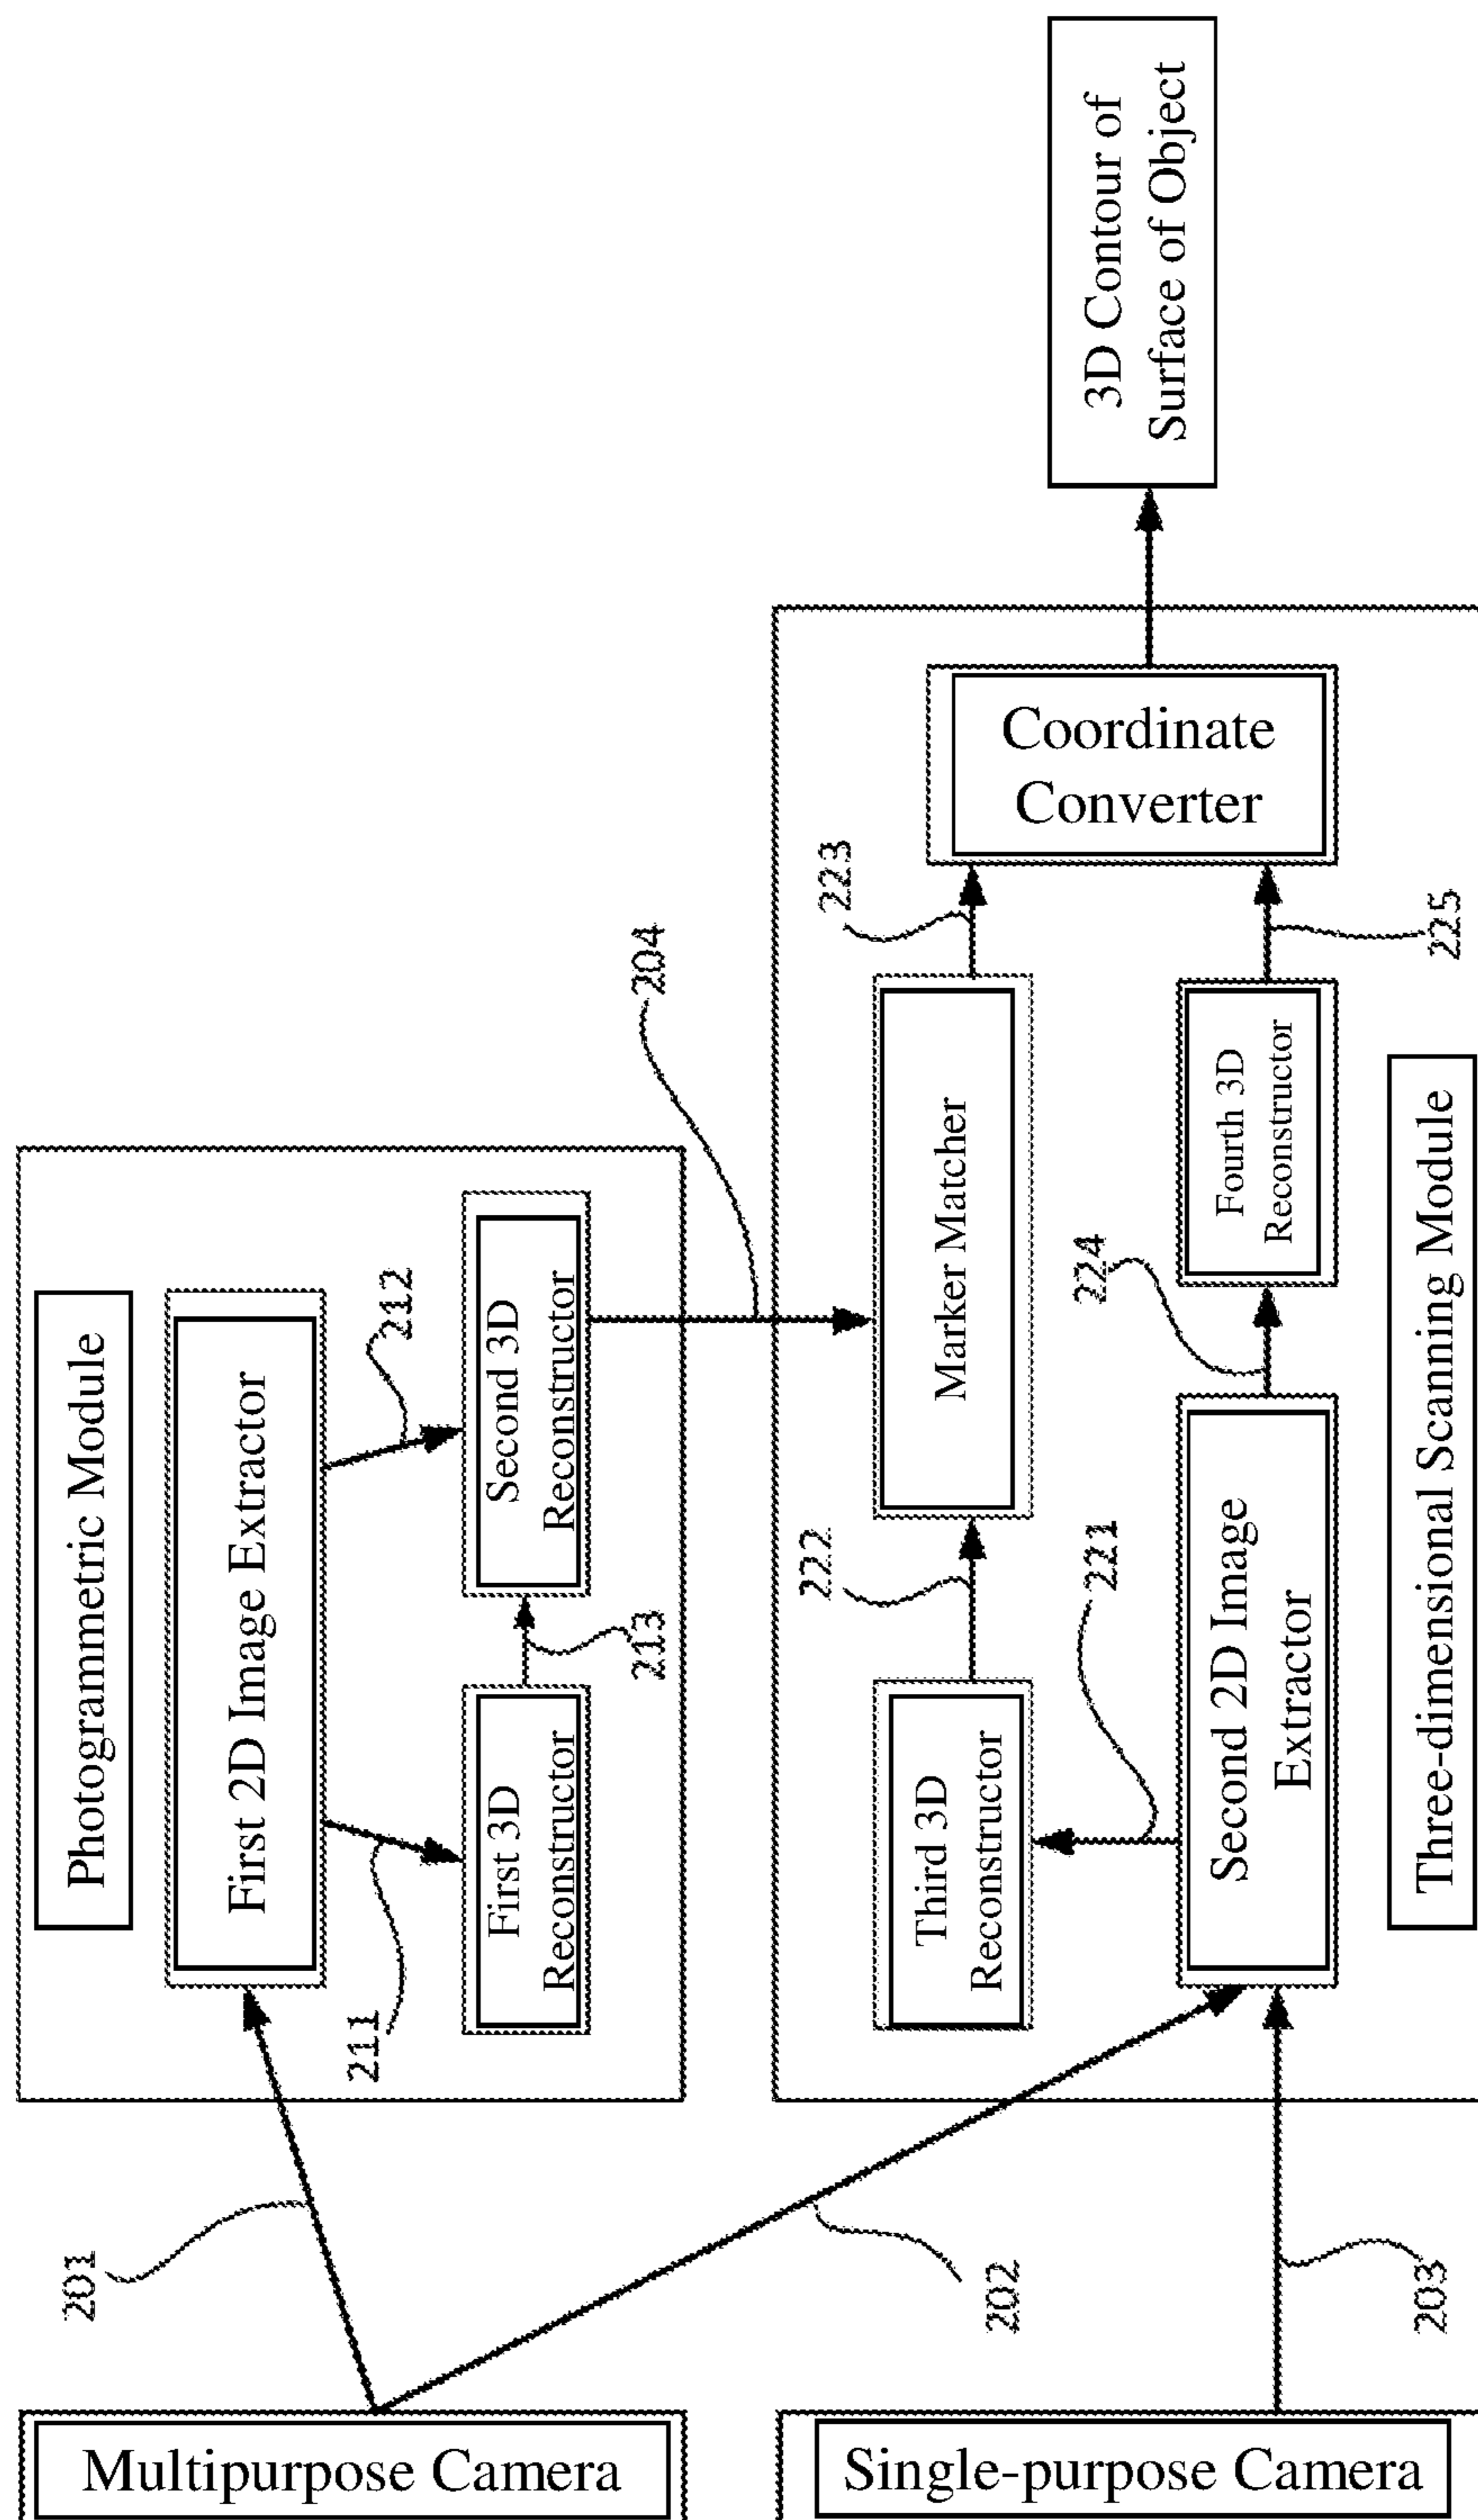 Photogrammetric Module
First 2D Image Extractor
211
212
First 3D
Reconstructor
213
Second 3D
Reconstructor
201
204
Multipurpose Camera
202
Third 3D
Reconstructor
222
Marker Matcher
223
Coordinate
Converter
3D Contour of
Surface of Object
221
224
Second 2D Image
Extractor
Fourth 3D
Reconstructor
225
203
Single-purpose Camera
Three-dimensional Scanning Module